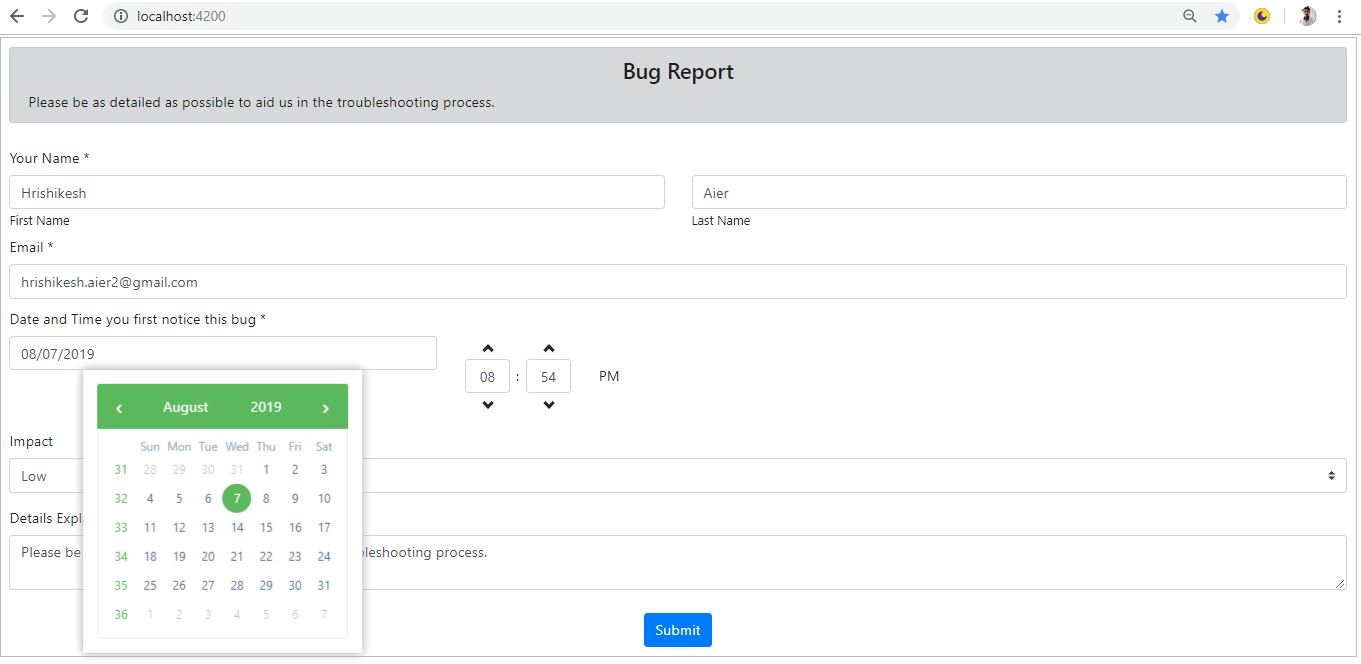 localhost:4200
Bug Report
Please be as detailed as possible to aid us in the troubleshooting process.
Your Name *
Hrishikesh Aier
First Name Last Name
Email *
hrishikesh.aier2@gmail.com
Date and Time you first notice this bug *
08/07/2019
08 : 54 PM
‹ August 2019 ›
Impact
Low
Sun Mon Tue Wed Thu Fri Sat
31 28 29 30 31 1 2 3
32 4 5 6 7 8 9 10
Details
33 11 12 13 14 15 16 17
Please be
leshooting process.
34 18 19 20 21 22 23 24
35 25 26 27 28 29 30 31
36 1 2 3 4 5 6 7
Submit